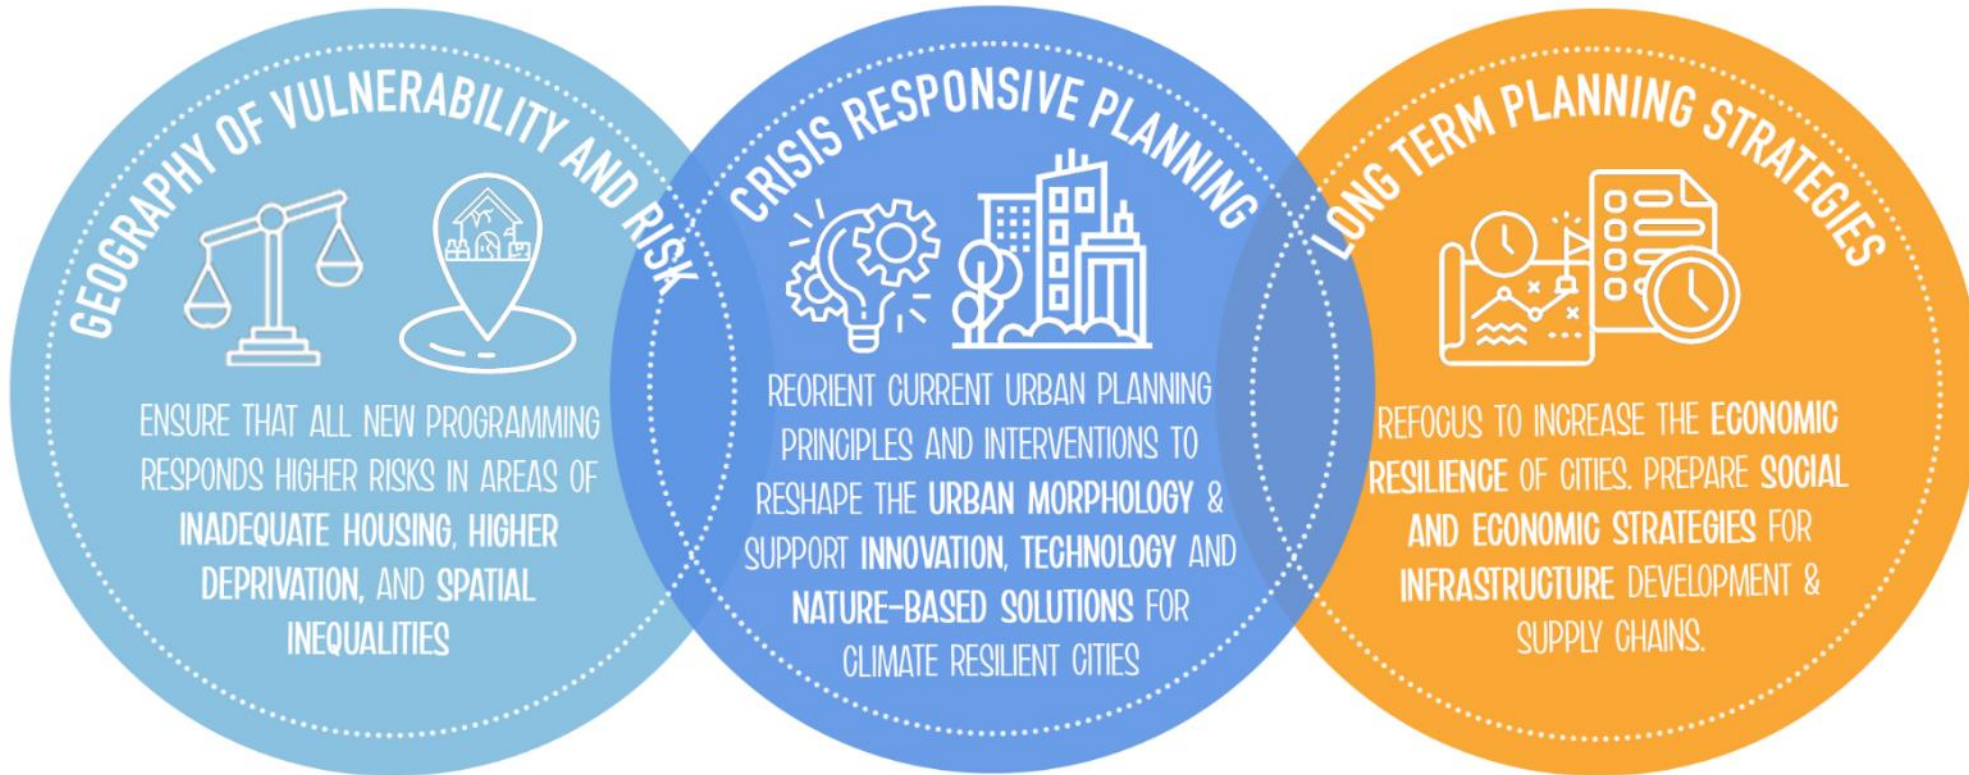 GEOGRAPHY OF VULNERABILITY AND RISK
ENSURE THAT ALL NEW PROGRAMMING
RESPONDS HIGHER RISKS IN AREAS OF
INADEQUATE HOUSING, HIGHER
DEPRIVATION, AND SPATIAL
INEQUALITIES
CRISIS RESPONSIVE PLANNING
REORIENT CURRENT URBAN PLANNING
PRINCIPLES AND INTERVENTIONS TO
RESHAPE THE URBAN MORPHOLOGY &
SUPPORT INNOVATION, TECHNOLOGY AND
NATURE-BASED SOLUTIONS FOR
CLIMATE RESILIENT CITIES
LONG TERM PLANNING STRATEGIES
REFOCUS TO INCREASE THE ECONOMIC
RESILIENCE OF CITIES. PREPARE SOCIAL
AND ECONOMIC STRATEGIES FOR
INFRASTRUCTURE DEVELOPMENT &
SUPPLY CHAINS.